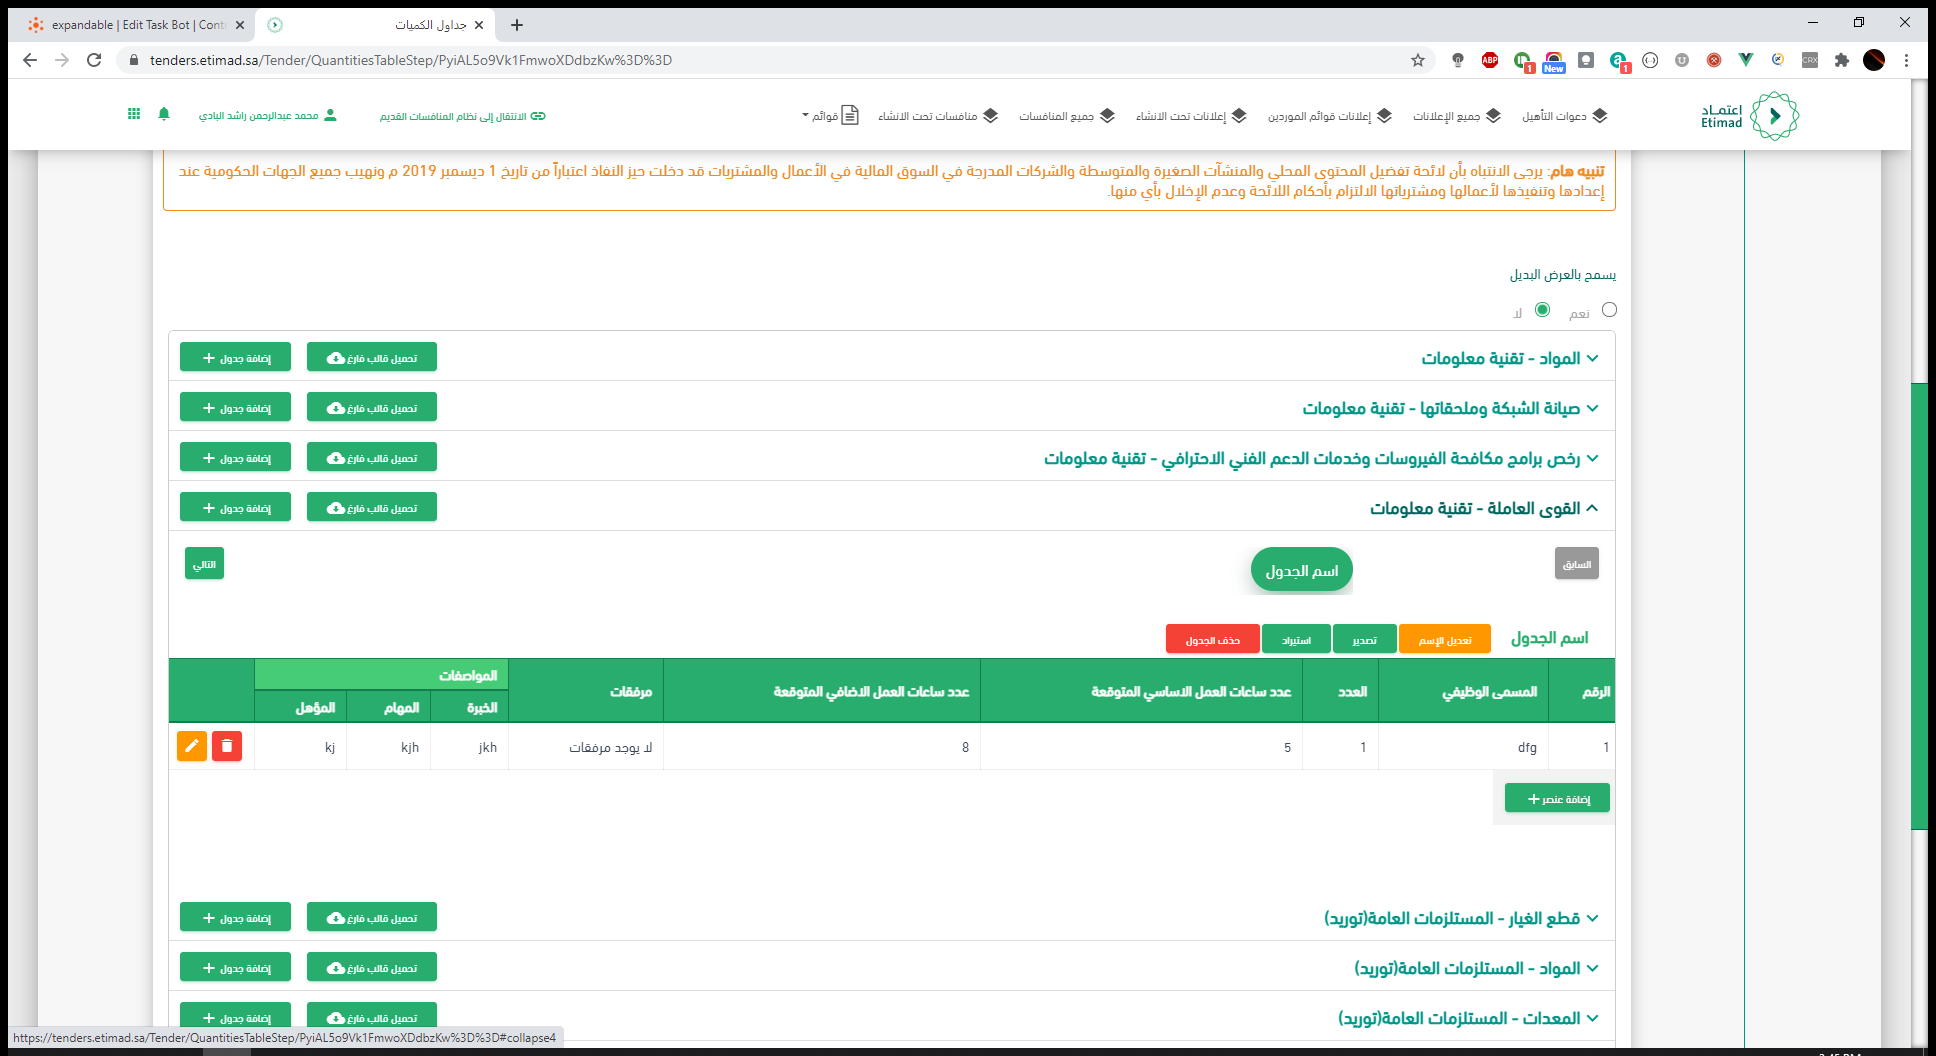 expandable | Edit Task Bot | Cont
جداول الكميات
tenders.etimad.sa/Tender/QuantitiesTableStep/PyiAL5o9Vk1FmwoXDdbzKw%3D%3D
ABP
1
New
1
CRX
اعتماد
Etimad
دعوات التأهيل
جميع الإعلانات
إعلانات قوائم الموردين
إعلانات تحت الانشاء
جميع المنافسات
منافسات تحت الانشاء
قوائم
الانتقال إلى نظام المنافسات القديم
محمد عبدالرحمن راشد البادي
تنبيه هام: يرجى الانتباه بأن لائحة تفضيل المحتوى المحلي والمنشآت الصغيرة والمتوسطة والشركات المدرجة في السوق المالية في الأعمال والمشتريات قد دخلت حيز النفاذ اعتباراً من تاريخ 1 ديسمبر 2019 م ونهيب جميع الجهات الحكومية عند
إعدادها وتنفيذها لأعمالها ومشترياتها الالتزام بأحكام اللائحة وعدم الإخلال بأي منها.
يسمح بالعرض البديل
نعم لا
المواد - تقنية معلومات
تحميل قالب فارغ
إضافة جدول
صيانة الشبكة وملحقاتها - تقنية معلومات
تحميل قالب فارغ
إضافة جدول
رخص برامج مكافحة الفيروسات وخدمات الدعم الفني الاحترافي - تقنية معلومات
تحميل قالب فارغ
إضافة جدول
القوى العاملة - تقنية معلومات
تحميل قالب فارغ
إضافة جدول
السابق
اسم الجدول
التالي
اسم الجدول
تعديل الإسم
تصدير
استيراد
حذف الجدول
الرقم
المسمى الوظيفي
العدد
عدد ساعات العمل الاساسي المتوقعة
عدد ساعات العمل الاضافي المتوقعة
مرفقات
المواصفات
الخبرة
المهام
المؤهل
1
dfg
1
5
8
لا يوجد مرفقات
jkh
kjh
kj
إضافة عنصر
قطع الغيار - المستلزمات العامة(توريد)
تحميل قالب فارغ
إضافة جدول
المواد - المستلزمات العامة(توريد)
تحميل قالب فارغ
إضافة جدول
المعدات - المستلزمات العامة(توريد)
تحميل قالب فارغ
إضافة جدول
https://tenders.etimad.sa/Tender/QuantitiesTableStep/PyiAL5o9Vk1FmwoXDdbzKw%3D%3D#collapse4